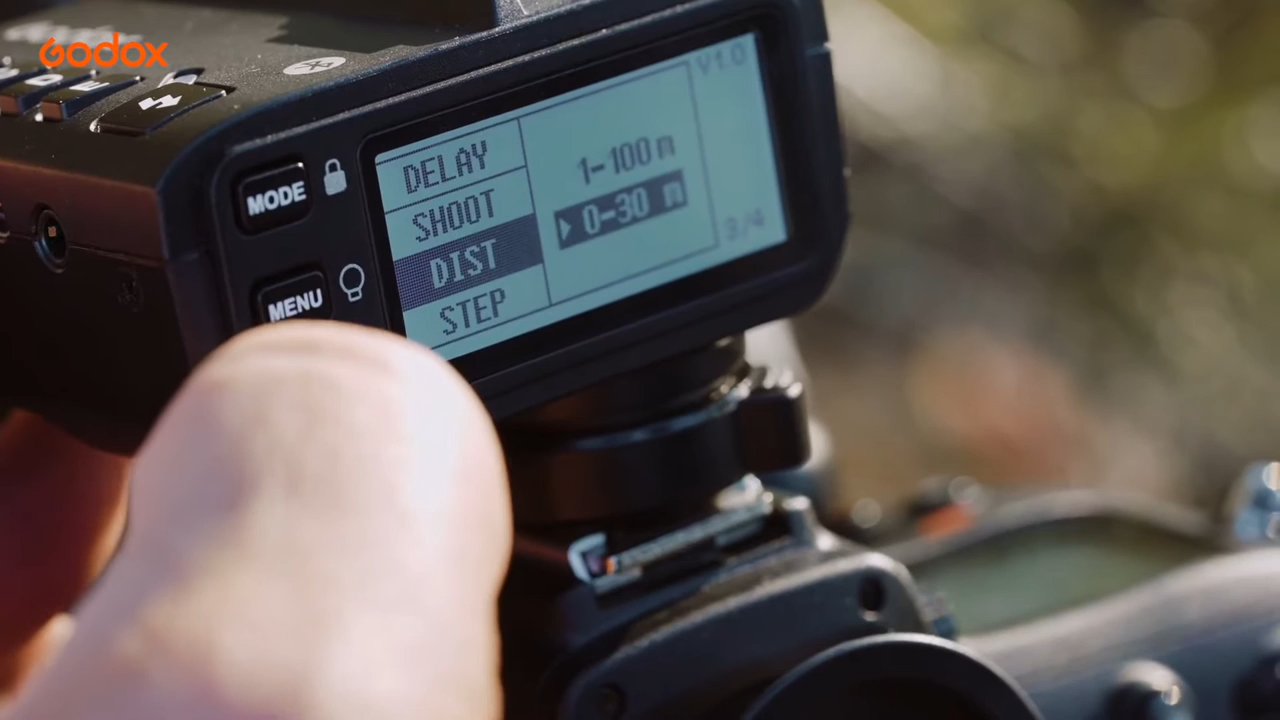 Godox
MODE
MENU
DELAY
SHOOT
DIST
STEP
1-100 m
0-30 m
V1.0
3/4